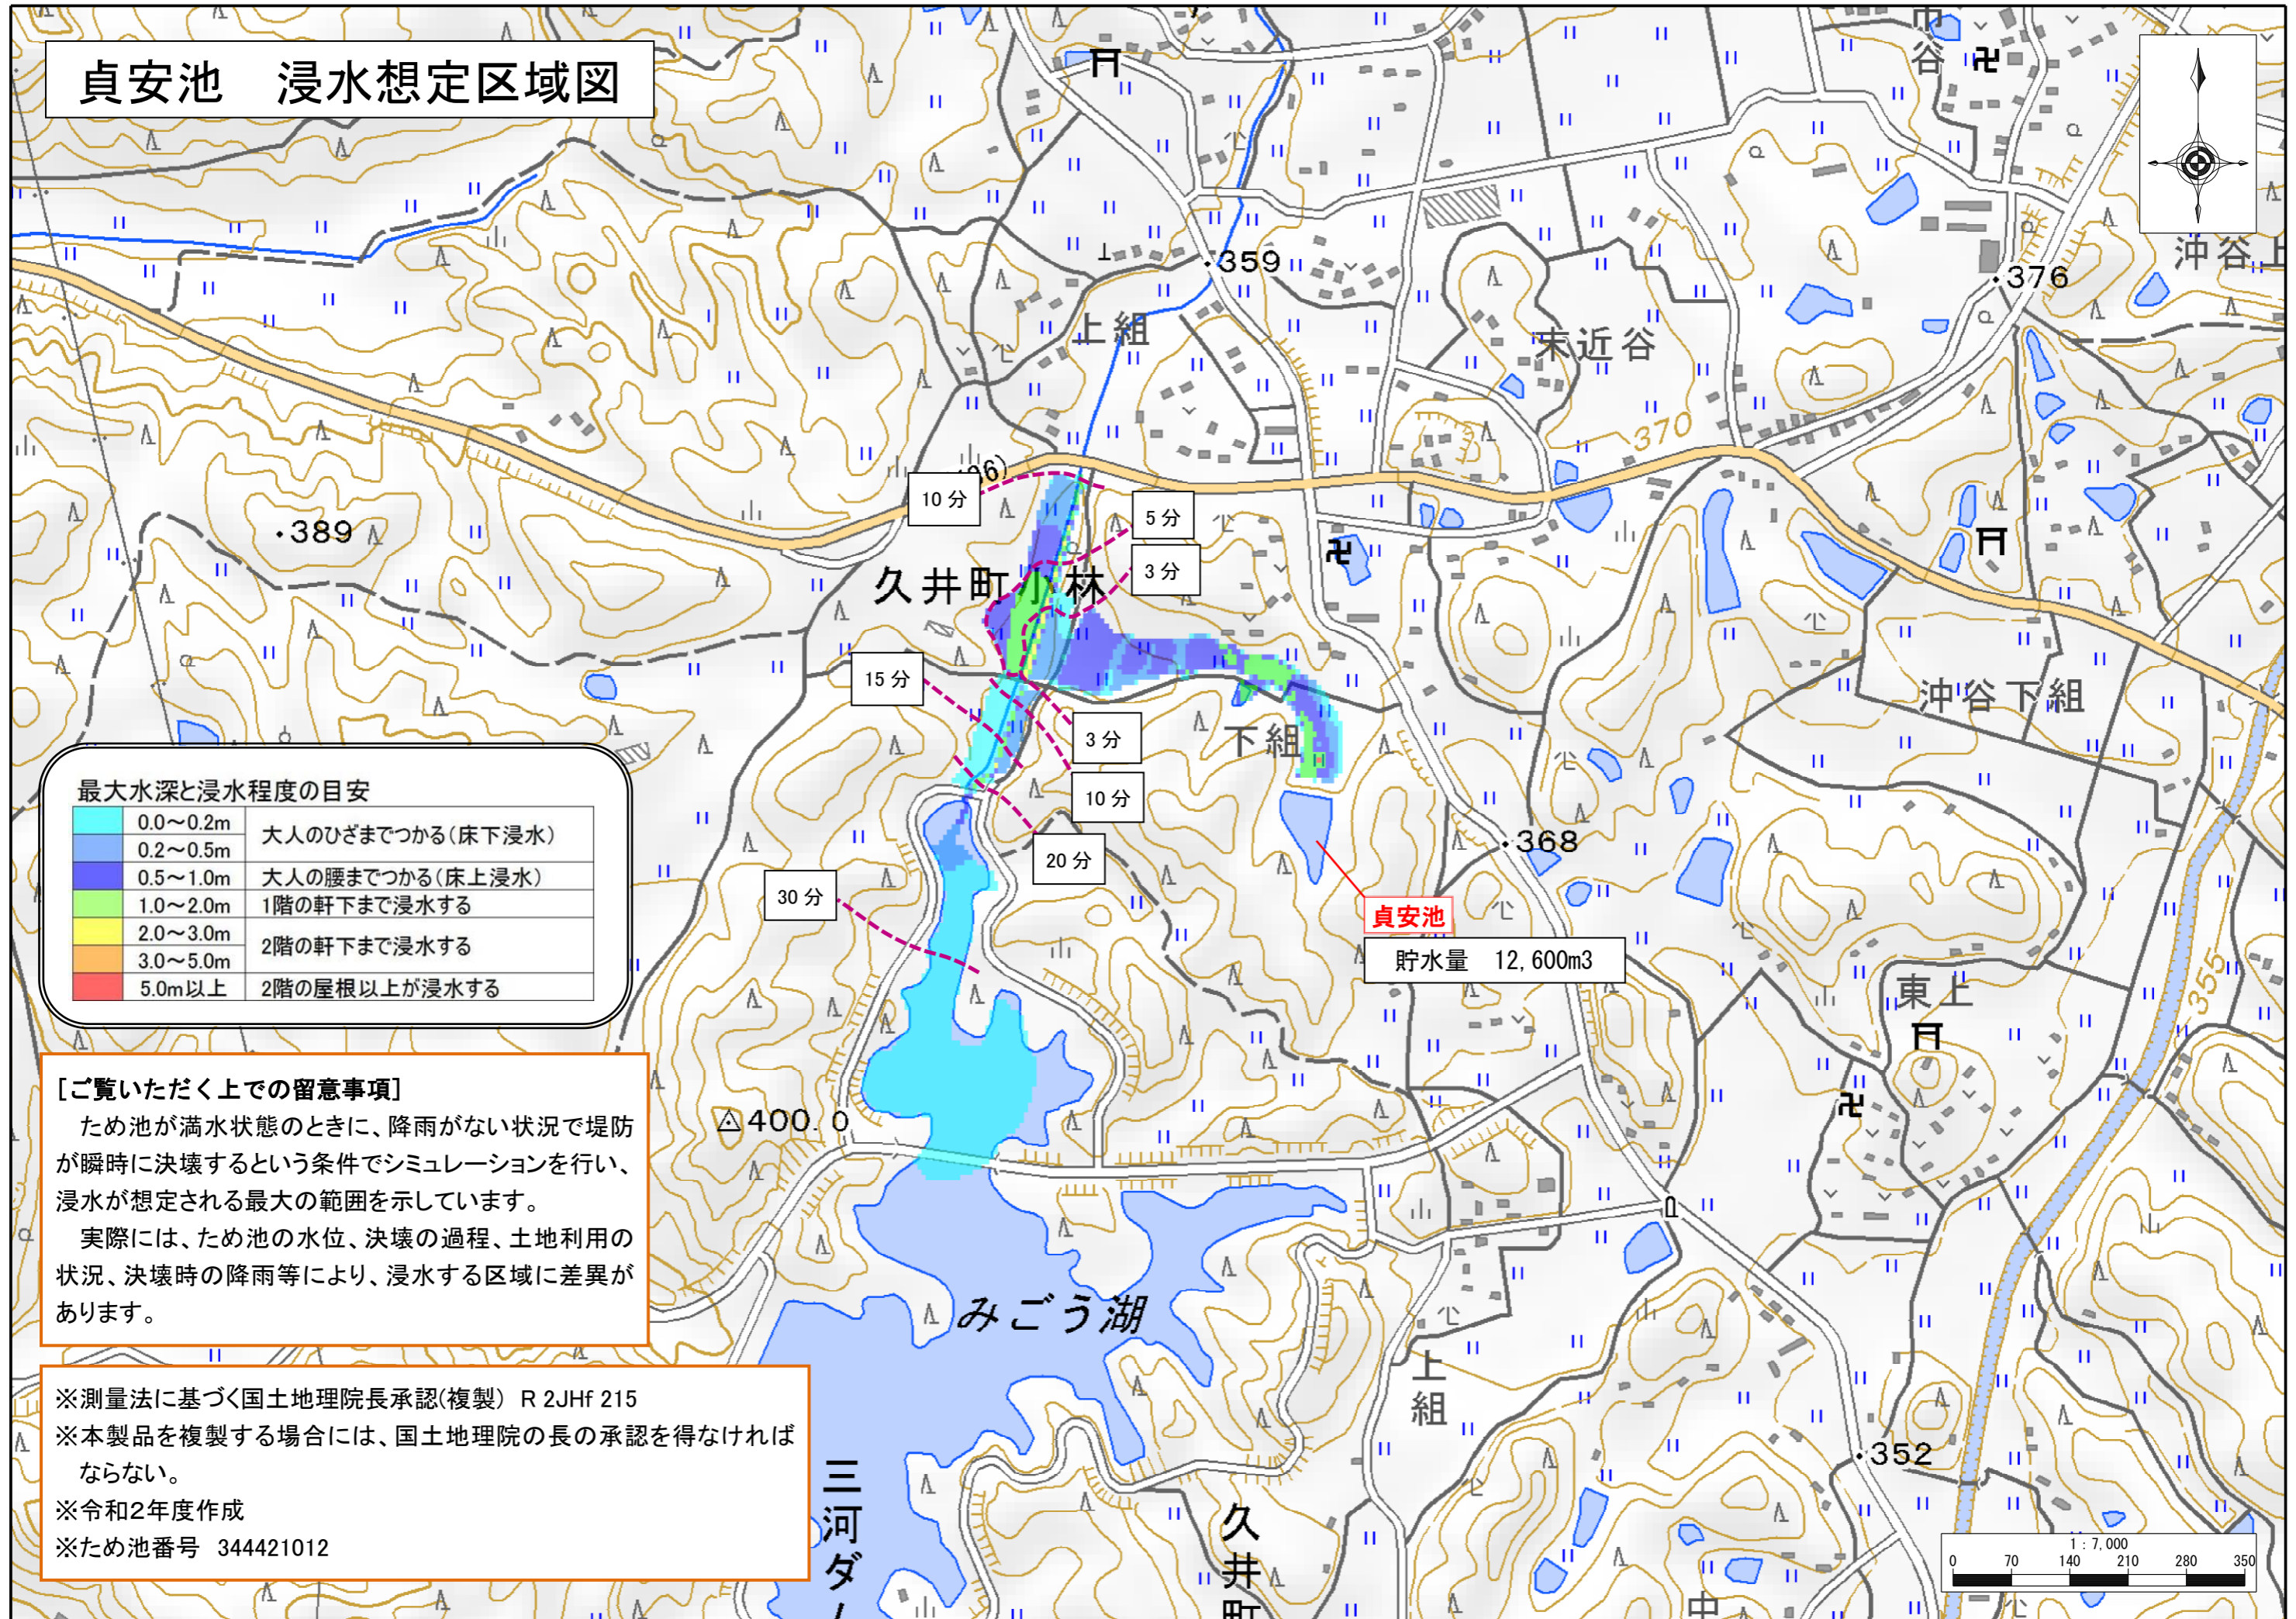 貞安池　浸水想定区域図
市谷
沖谷上
359
376
上組
末近谷
370
10分
5分
389
3分
久井町小林
15分
沖谷下組
下組
3分
10分
368
20分
30分
貞安池
貯水量　12,600m3
東上
355
400.0
最大水深と浸水程度の目安
0.0～0.2m 大人のひざまでつかる(床下浸水)
0.2～0.5m
0.5～1.0m 大人の腰までつかる(床上浸水)
1.0～2.0m 1階の軒下まで浸水する
2.0～3.0m 2階の軒下まで浸水する
3.0～5.0m
5.0m以上 2階の屋根以上が浸水する
[ご覧いただく上での留意事項]
ため池が満水状態のときに、降雨がない状況で堤防
が瞬時に決壊するという条件でシミュレーションを行い、
浸水が想定される最大の範囲を示しています。
実際には、ため池の水位、決壊の過程、土地利用の
状況、決壊時の降雨等により、浸水する区域に差異が
あります。
みごう湖
上組
※測量法に基づく国土地理院長承認(複製) R 2JHf 215
※本製品を複製する場合には、国土地理院の長の承認を得なければ
ならない。
※令和2年度作成
※ため池番号 344421012
三河ダ
久井町
352
中
1：7,000
0 70 140 210 280 350